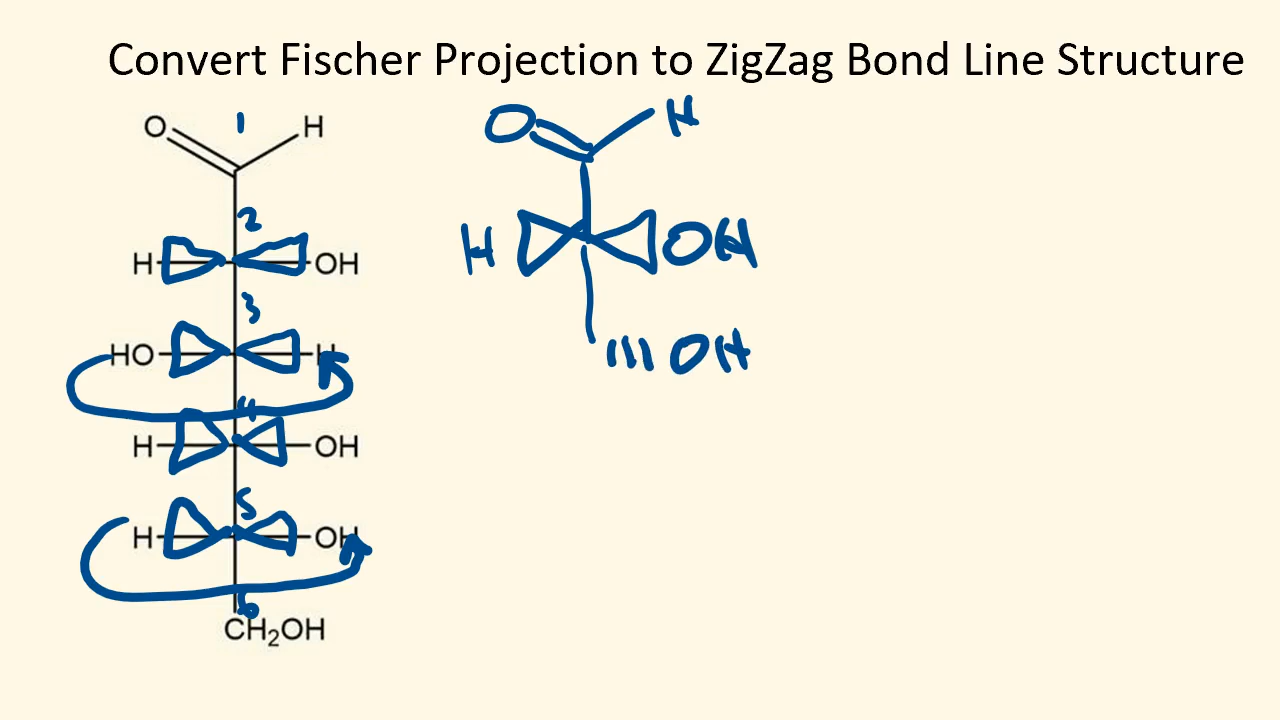 Convert Fischer Projection to ZigZag Bond Line Structure
O 1 H O H
2
H OH H OH
3
HO H OH
4
H OH
5
H OH
6
CH₂OH